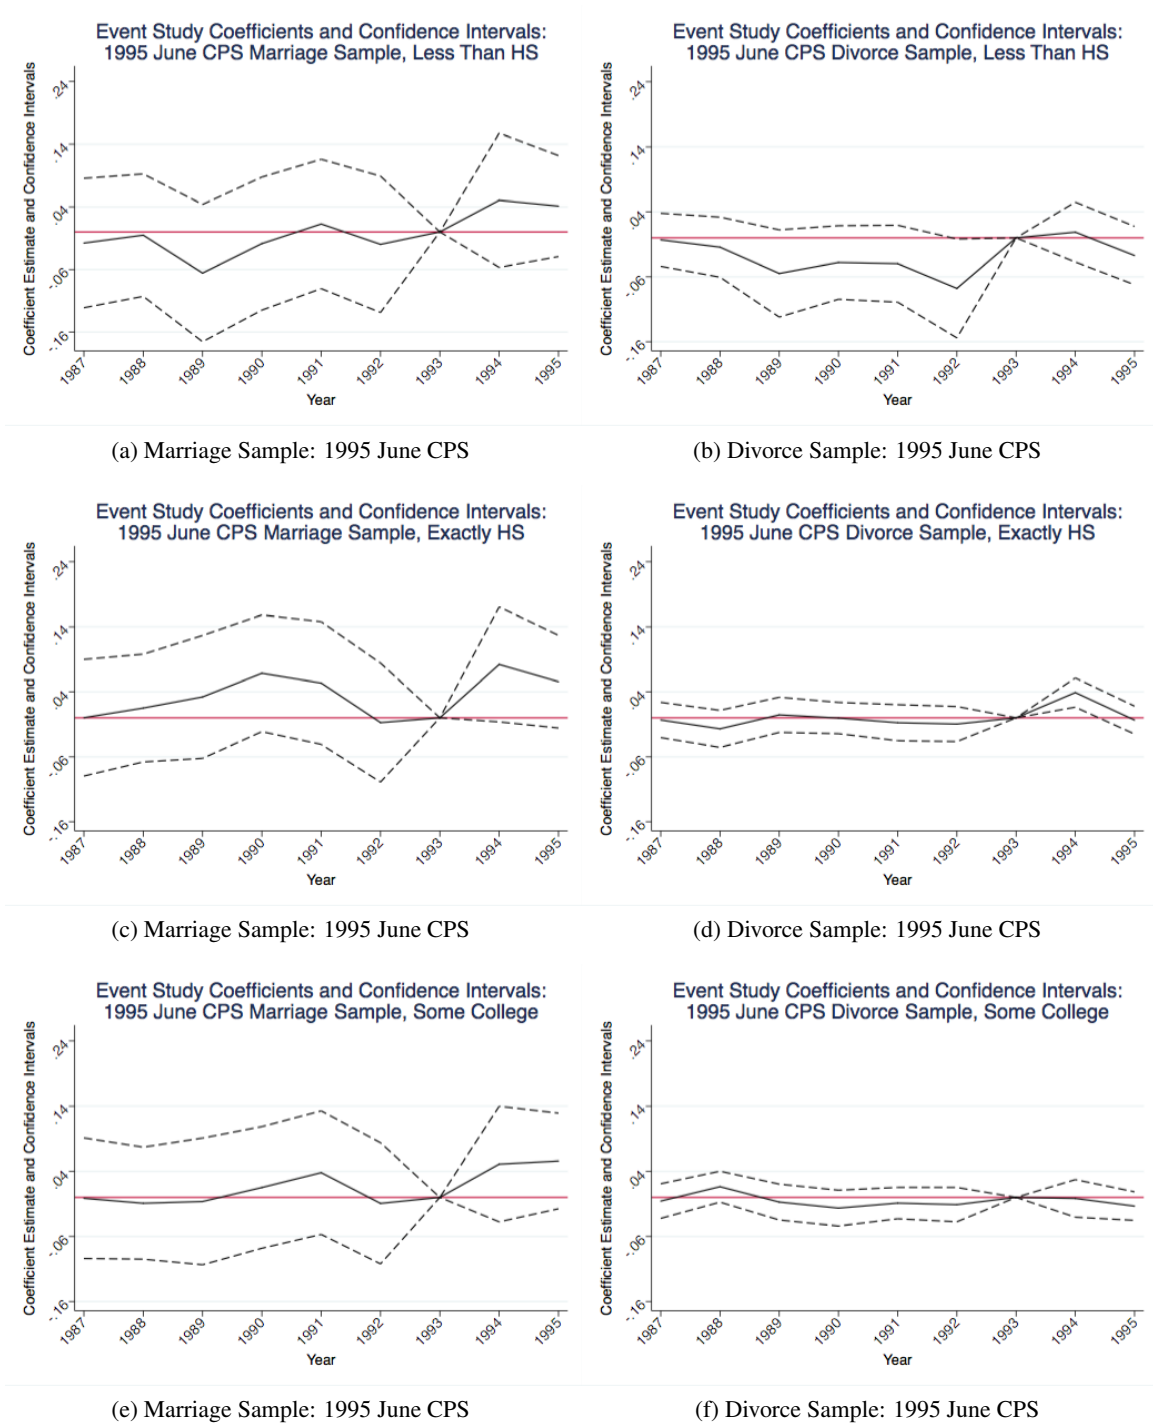 Event Study Coefficients and Confidence Intervals:
1995 June CPS Marriage Sample, Less Than HS
Coefficient Estimate and Confidence Intervals
.24
.14
.04
-.06
-.16
1987
1988
1989
1990
1991
1992
1993
1994
1995
Year
(a) Marriage Sample: 1995 June CPS
Event Study Coefficients and Confidence Intervals:
1995 June CPS Divorce Sample, Less Than HS
Coefficient Estimate and Confidence Intervals
.24
.14
.04
-.06
-.16
1987
1988
1989
1990
1991
1992
1993
1994
1995
Year
(b) Divorce Sample: 1995 June CPS
Event Study Coefficients and Confidence Intervals:
1995 June CPS Marriage Sample, Exactly HS
Coefficient Estimate and Confidence Intervals
.24
.14
.04
-.06
-.16
1987
1988
1989
1990
1991
1992
1993
1994
1995
Year
(c) Marriage Sample: 1995 June CPS
Event Study Coefficients and Confidence Intervals:
1995 June CPS Divorce Sample, Exactly HS
Coefficient Estimate and Confidence Intervals
.24
.14
.04
-.06
-.16
1987
1988
1989
1990
1991
1992
1993
1994
1995
Year
(d) Divorce Sample: 1995 June CPS
Event Study Coefficients and Confidence Intervals:
1995 June CPS Marriage Sample, Some College
Coefficient Estimate and Confidence Intervals
.24
.14
.04
-.06
-.16
1987
1988
1989
1990
1991
1992
1993
1994
1995
Year
(e) Marriage Sample: 1995 June CPS
Event Study Coefficients and Confidence Intervals:
1995 June CPS Divorce Sample, Some College
Coefficient Estimate and Confidence Intervals
.24
.14
.04
-.06
-.16
1987
1988
1989
1990
1991
1992
1993
1994
1995
Year
(f) Divorce Sample: 1995 June CPS